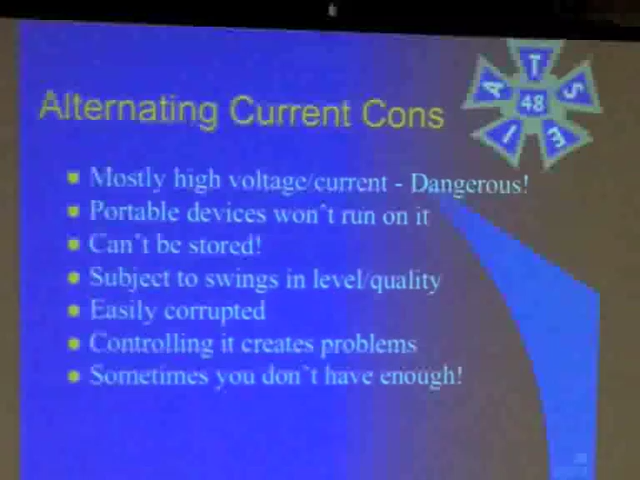 Alternating Current Cons
I A T S E
48
Mostly high voltage/current - Dangerous!
Portable devices won't run on it
Can't be stored!
Subject to swings in level/quality
Easily corrupted
Controlling it creates problems
Sometimes you don't have enough!